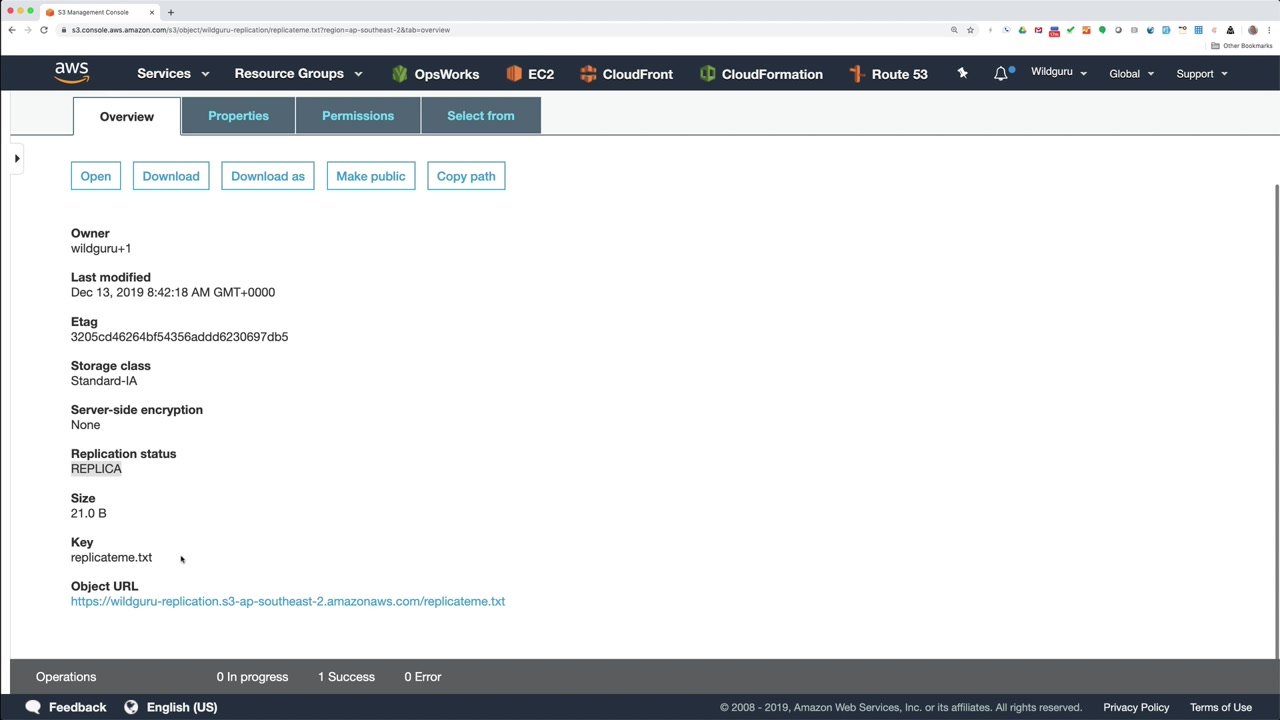 S3 Management Console
s3.console.aws.amazon.com/s3/object/wildguru-replication/replicateme.txt?region=ap-southeast-2&tab=overview
Other Bookmarks
aws
Services
Resource Groups
OpsWorks
EC2
CloudFront
CloudFormation
Route 53
Wildguru
Global
Support
Overview
Properties
Permissions
Select from
Open
Download
Download as
Make public
Copy path
Owner
wildguru+1
Last modified
Dec 13, 2019 8:42:18 AM GMT+0000
Etag
3205cd46264bf54356addd6230697db5
Storage class
Standard-IA
Server-side encryption
None
Replication status
REPLICA
Size
21.0 B
Key
replicateme.txt
Object URL
https://wildguru-replication.s3-ap-southeast-2.amazonaws.com/replicateme.txt
Operations
0 In progress
1 Success
0 Error
Feedback
English (US)
© 2008 - 2019, Amazon Web Services, Inc. or its affiliates. All rights reserved.
Privacy Policy
Terms of Use